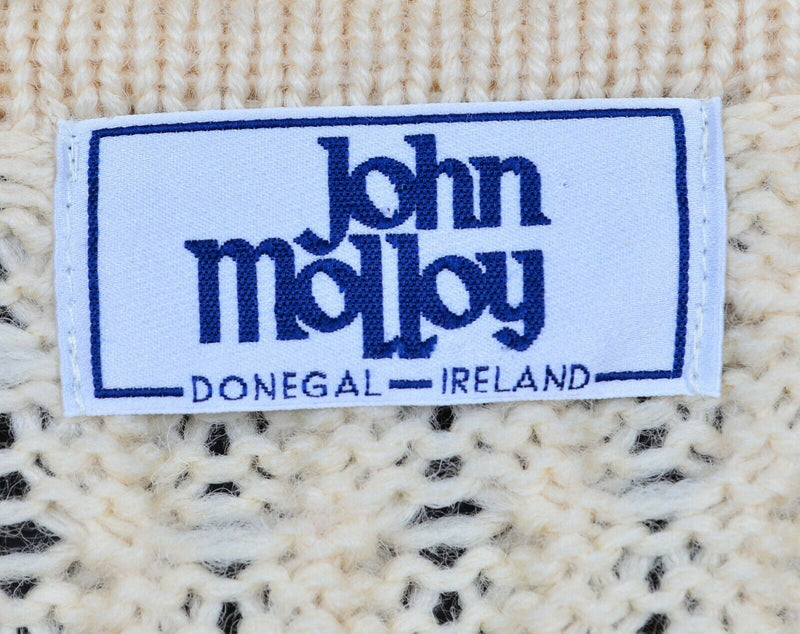 John
molloy
DONEGAL — IRELAND